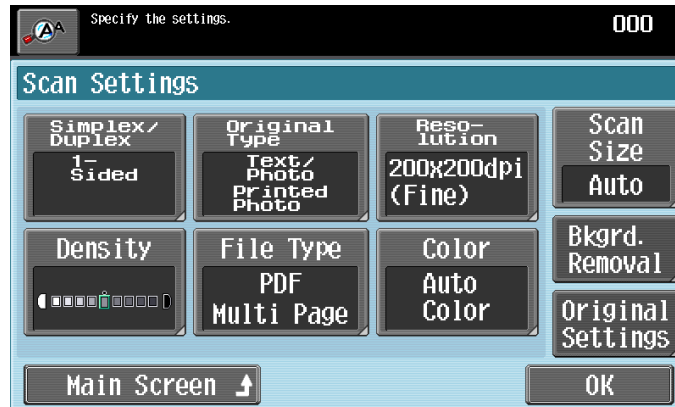 AA
Specify the settings.
000
Scan Settings
Simplex/
Duplex
1-
Sided
Original
Type
Text/
Photo
Printed
Photo
Reso-
lution
200x200dpi
(Fine)
Scan
Size
Auto
Density
File Type
PDF
Multi Page
Color
Auto
Color
Bkgrd.
Removal
Original
Settings
Main Screen
OK